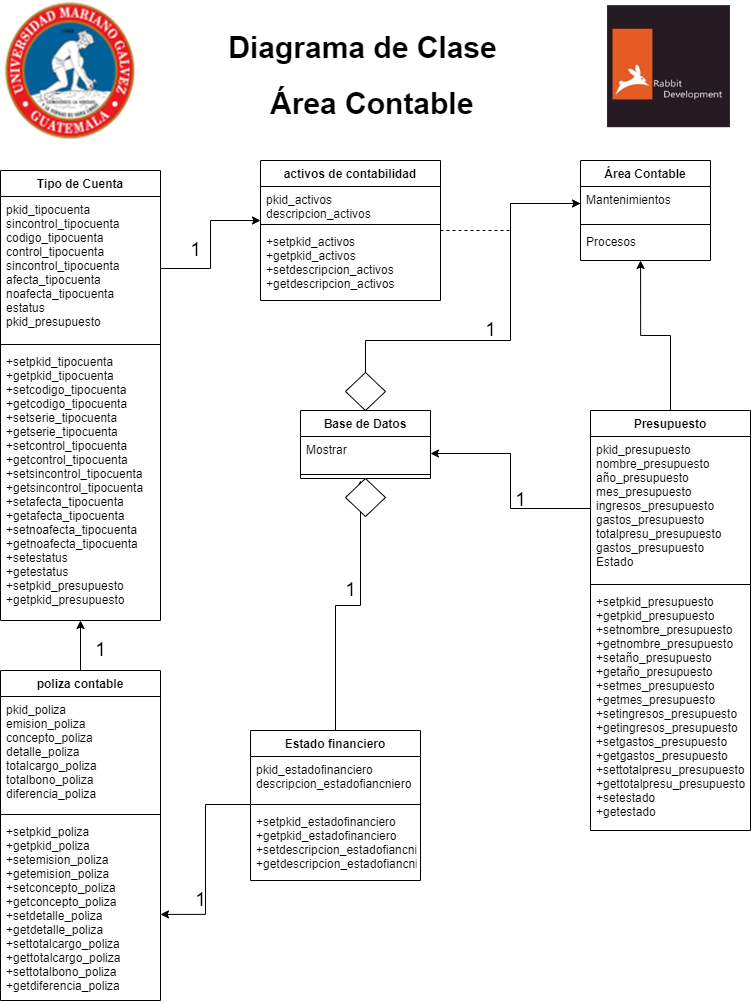 UNIVERSIDAD MARIANO GALVEZ
GUATEMALA
Diagrama de Clase
Área Contable
Rabbit
Development
Tipo de Cuenta
pkid_tipocuenta
sincontrol_tipocuenta
codigo_tipocuenta
control_tipocuenta
sincontrol_tipocuenta
afecta_tipocuenta
noafecta_tipocuenta
estatus
pkid_presupuesto
+setpkid_tipocuenta
+getpkid_tipocuenta
+setcodigo_tipocuenta
+getcodigo_tipocuenta
+setserie_tipocuenta
+getserie_tipocuenta
+setcontrol_tipocuenta
+getcontrol_tipocuenta
+setsincontrol_tipocuenta
+getsincontrol_tipocuenta
+setafecta_tipocuenta
+getafecta_tipocuenta
+setnoafecta_tipocuenta
+getnoafecta_tipocuenta
+setestatus
+getestatus
+setpkid_presupuesto
+getpkid_presupuesto
1
activos de contabilidad
pkid_activos
descripcion_activos
+setpkid_activos
+getpkid_activos
+setdescripcion_activos
+getdescripcion_activos
Área Contable
Mantenimientos
Procesos
1
Base de Datos
Mostrar
1
1
Presupuesto
pkid_presupuesto
nombre_presupuesto
año_presupuesto
mes_presupuesto
ingresos_presupuesto
gastos_presupuesto
totalpresu_presupuesto
gastos_presupuesto
Estado
+setpkid_presupuesto
+getpkid_presupuesto
+setnombre_presupuesto
+getnombre_presupuesto
+setaño_presupuesto
+getaño_presupuesto
+setmes_presupuesto
+getmes_presupuesto
+setingresos_presupuesto
+getingresos_presupuesto
+setgastos_presupuesto
+getgastos_presupuesto
+settotalpresu_presupuesto
+gettotalpresu_presupuesto
+setestado
+getestado
1
poliza contable
pkid_poliza
emision_poliza
concepto_poliza
detalle_poliza
totalcargo_poliza
totalbono_poliza
diferencia_poliza
+setpkid_poliza
+getpkid_poliza
+setemision_poliza
+getemision_poliza
+setconcepto_poliza
+getconcepto_poliza
+setdetalle_poliza
+getdetalle_poliza
+settotalcargo_poliza
+gettotalcargo_poliza
+settotalbono_poliza
+getdiferencia_poliza
1
Estado financiero
pkid_estadofinanciero
descripcion_estadofiancniero
+setpkid_estadofinanciero
+getpkid_estadofinanciero
+setdescripcion_estadofiancni
+getdescripcion_estadofiancni